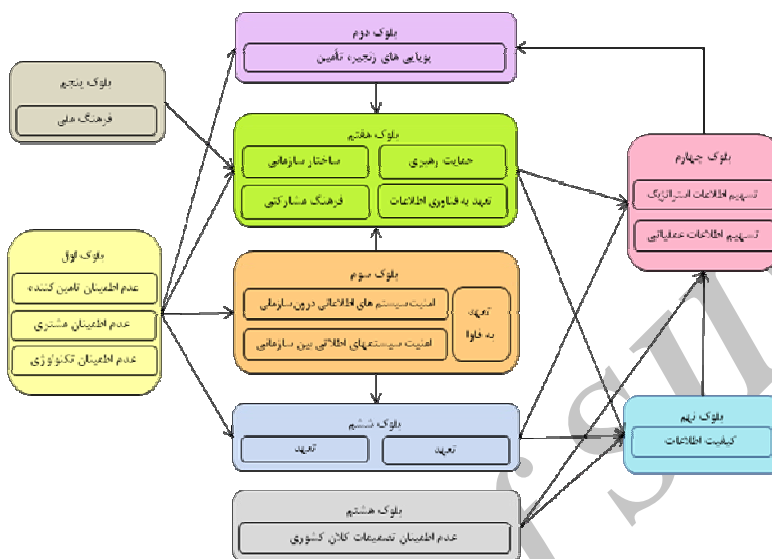 بلوک دوم
پویایی های زنجیره تأمین
بلوک پنجم
فرهنگ ملی
بلوک هفتم
حمایت رهبری
ساختار سازمانی
تعهد به فناوری اطلاعات
فرهنگ مشارکتی
بلوک چهارم
تسهیم اطلاعات استراتژیک
تسهیم اطلاعات عملیاتی
بلوک اول
عدم اطمینان تامین کننده
عدم اطمینان مشتری
عدم اطمینان تکنولوژی
بلوک سوم
امنیت سیستم های اطلاعاتی درون سازمانی
تعهد
به فاوا
امنیت سیستمهای اطلاعاتی بین سازمانی
بلوک ششم
تعهد
تعهد
بلوک نهم
کیفیت اطلاعات
بلوک هشتم
عدم اطمینان تصمیمات کلان کشوری